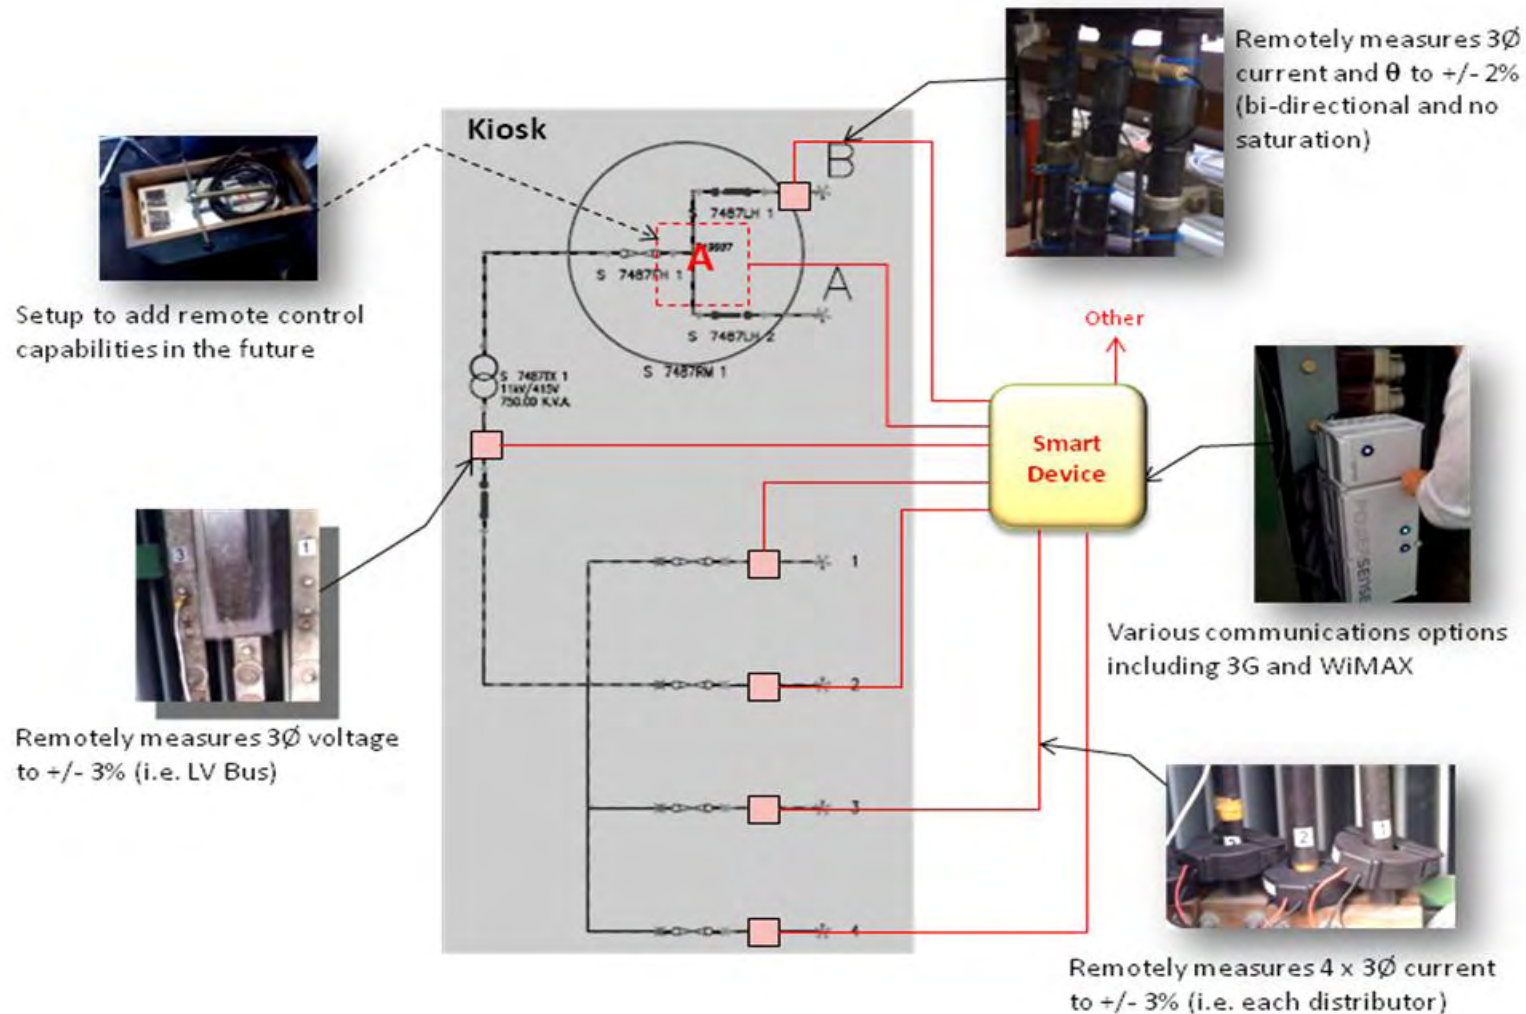 Remotely measures 3Ø
current and θ to +/- 2%
(bi-directional and no
saturation)
Kiosk
B
S 7487LH 1
A
S 7487LH 2
A
S 7487RM 1
Setup to add remote control
capabilities in the future
S 7487TX 1
11kV/415V
750.00 K.V.A.
Other
Smart
Device
3
1
1
2
3
4
Various communications options
including 3G and WiMAX
Remotely measures 3Ø voltage
to +/- 3% (i.e. LV Bus)
2
1
Remotely measures 4 x 3Ø current
to +/- 3% (i.e. each distributor)